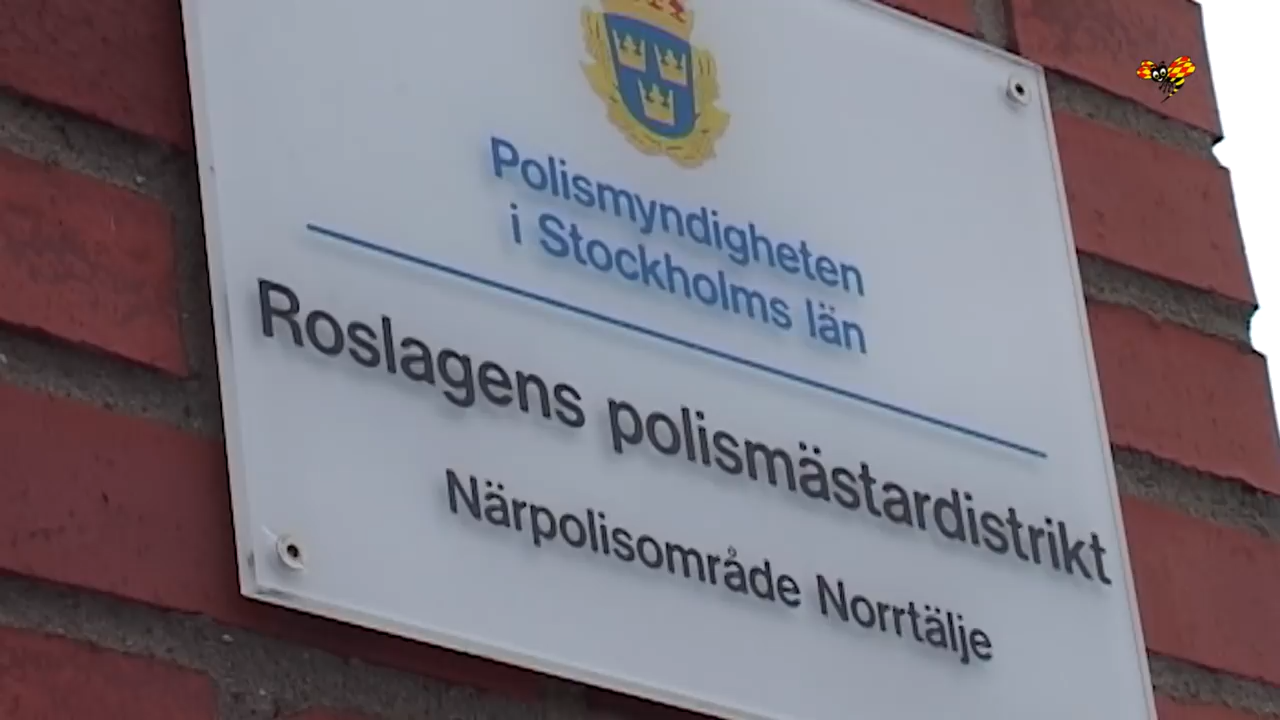 Polismyndigheten
i Stockholms län
Roslagens polismästardistrikt
Närpolisområde Norrtälje